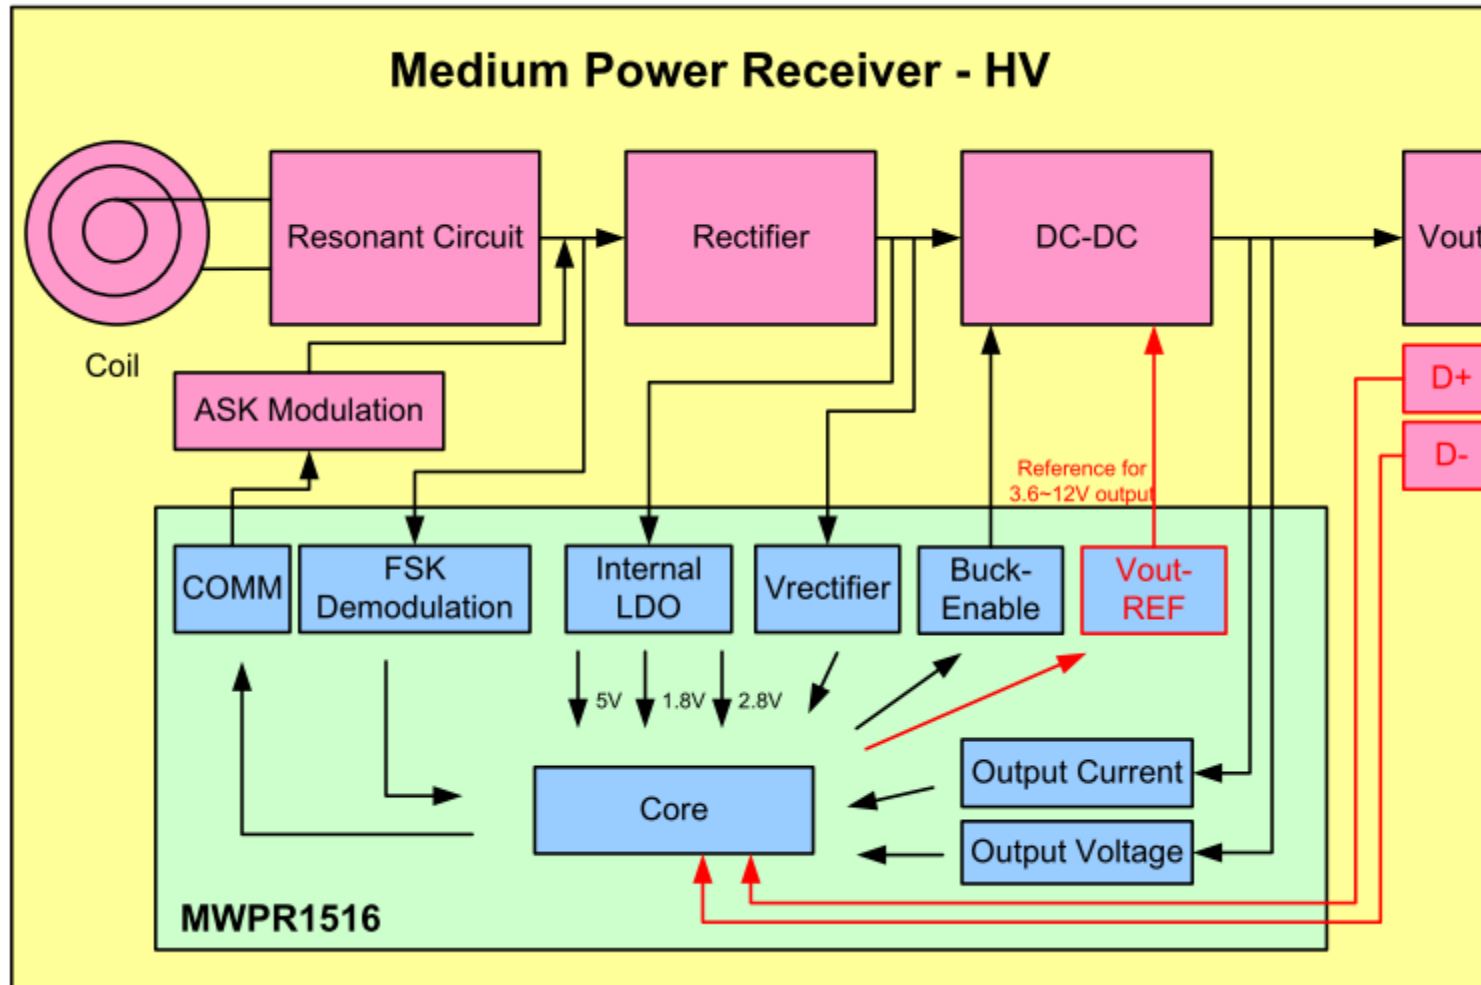 Medium Power Receiver - HV
Resonant Circuit
Rectifier
DC-DC
Vout
Coil
D+
ASK Modulation
D-
Reference for
3.6~12V output
COMM
FSK
Demodulation
Internal
LDO
Vrectifier
Buck-
Enable
Vout-
REF
5V
1.8V
2.8V
Output Current
Core
Output Voltage
MWPR1516